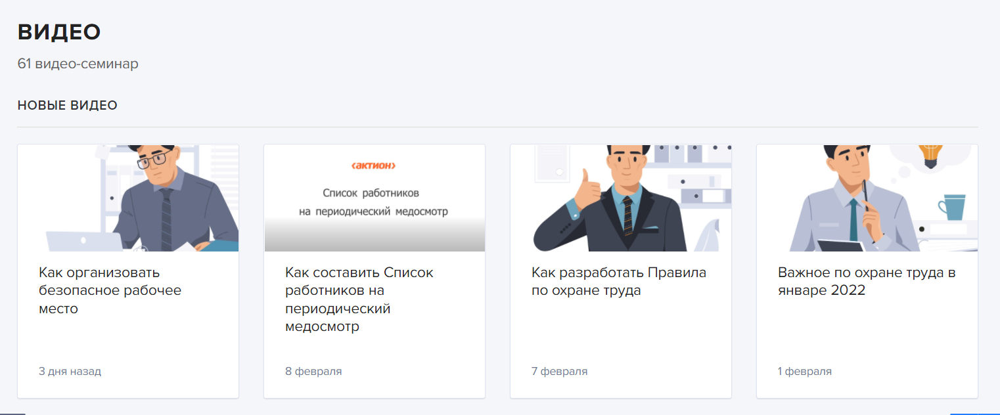 ВИДЕО
61 видео-семинар
НОВЫЕ ВИДЕО
‹актион›
Список работников
на периодический медосмотр
Как организовать
безопасное рабочее
место
3 дня назад
Как составить Список
работников на
периодический
медосмотр
8 февраля
Как разработать Правила
по охране труда
7 февраля
Важное по охране труда в
январе 2022
1 февраля